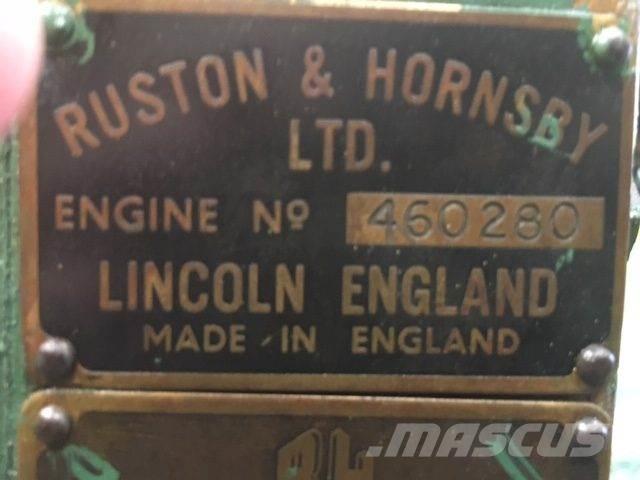 RUSTON & HORNSBY
LTD.
ENGINE Nº 460280
LINCOLN ENGLAND
MADE IN ENGLAND
.MASCUS